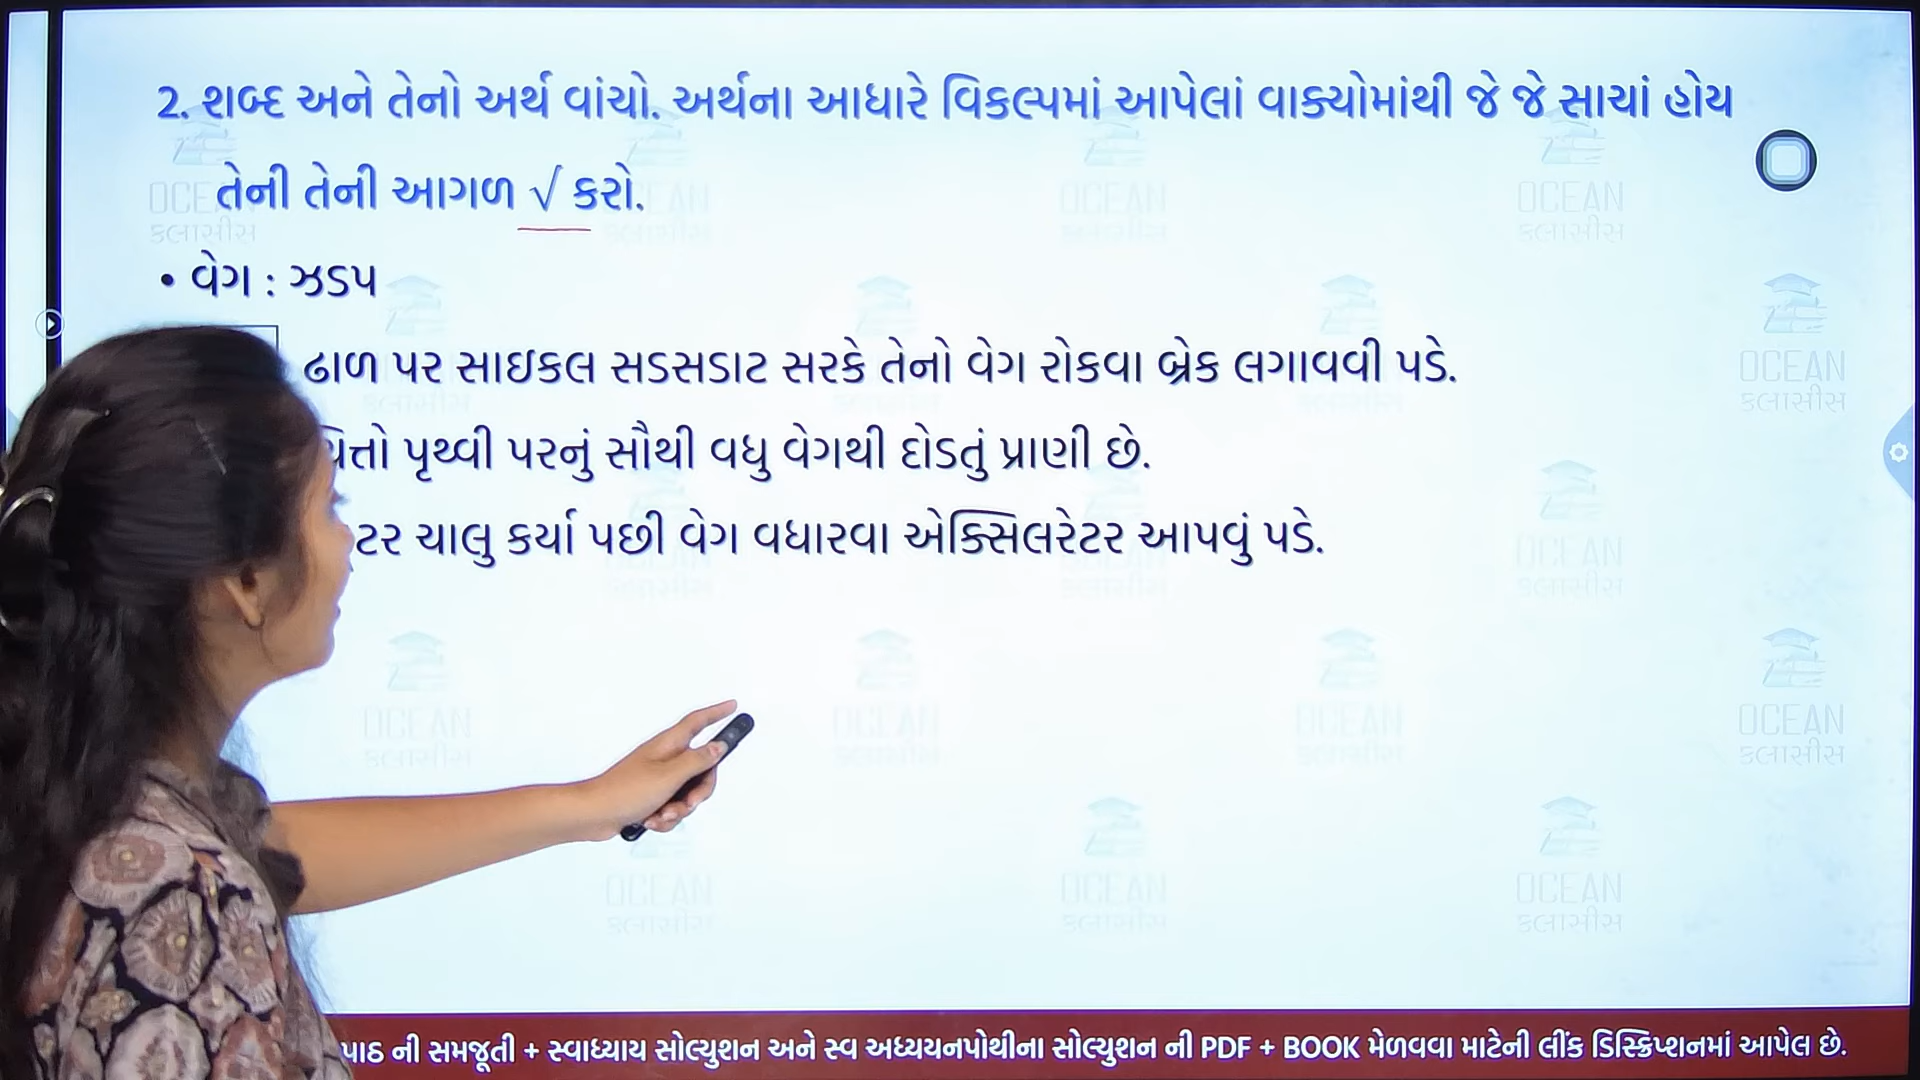 2. શબ્દ અને તેનો અર્થ વાંચો. અર્થના આધારે વિકલ્પમાં આપેલાં વાક્યોમાંથી જે જે સાચાં હોય
તેની તેની આગળ √ કરો.
• વેગ : ઝડપ
ઢાળ પર સાઇકલ સડસડાટ સરકે તેનો વેગ રોકવા બ્રેક લગાવવી પડે.
પૃથ્વી પરનું સૌથી વધુ વેગથી દોડતું પ્રાણી છે.
ચાલુ કર્યા પછી વેગ વધારવા એક્સિલરેટર આપવું પડે.
પાઠ ની સમજૂતી + સ્વાધ્યાય સોલ્યુશન અને સ્વ અધ્યયનપોથીના સોલ્યુશન ની PDF + BOOK મેળવવા માટેની લીંક ડિસ્ક્રિપ્શનમાં આપેલ છે.
OCEAN
કલાસીસ